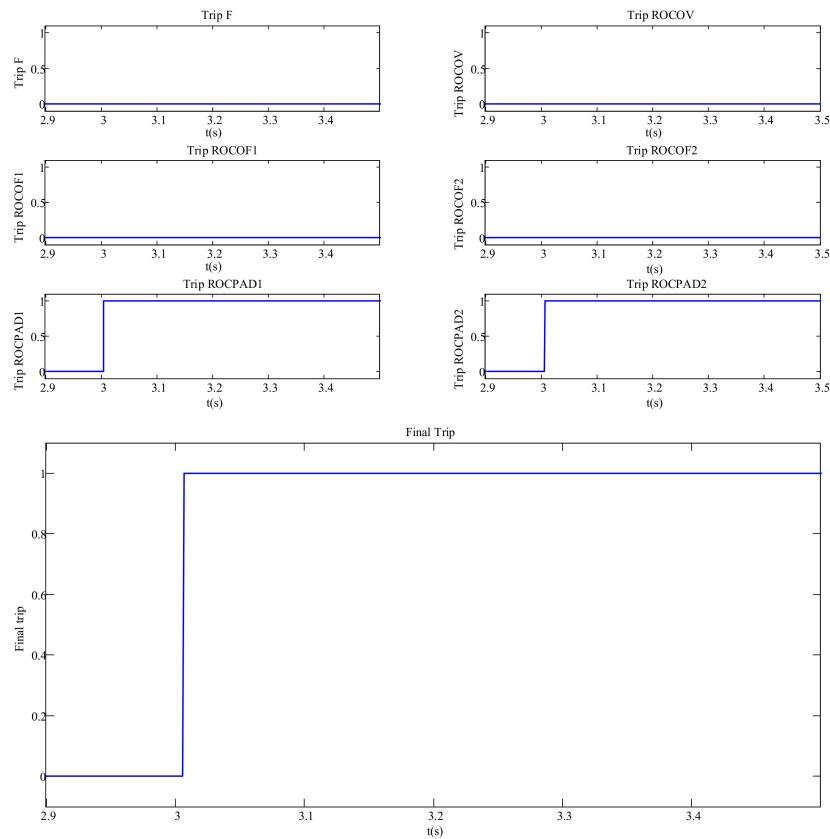 Trip F
Trip F
1
0.5
0
2.9 3 3.1 3.2 3.3 3.4
t(s)
Trip ROCOV
Trip ROCOV
1
0.5
0
2.9 3 3.1 3.2 3.3 3.4 3.5
t(s)
Trip ROCOF1
Trip ROCOF1
1
0.5
0
2.9 3 3.1 3.2 3.3 3.4
t(s)
Trip ROCOF2
Trip ROCOF2
1
0.5
0
2.9 3 3.1 3.2 3.3 3.4 3.5
t(s)
Trip ROCPAD1
Trip ROCPAD1
1
0.5
0
2.9 3 3.1 3.2 3.3 3.4
t(s)
Trip ROCPAD2
Trip ROCPAD2
1
0.5
0
2.9 3 3.1 3.2 3.3 3.4 3.5
t(s)
Final Trip
Final trip
1
0.8
0.6
0.4
0.2
0
2.9 3 3.1 3.2 3.3 3.4
t(s)